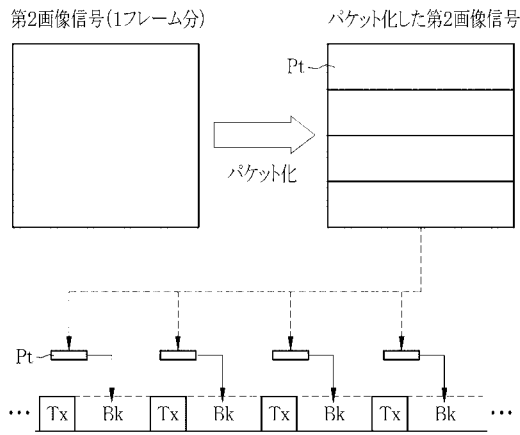 第2画像信号(1フレーム分)
パケット化した第2画像信号
Pt
パケット化
Pt
… Tx Bk Tx Bk Tx Bk Tx Bk …